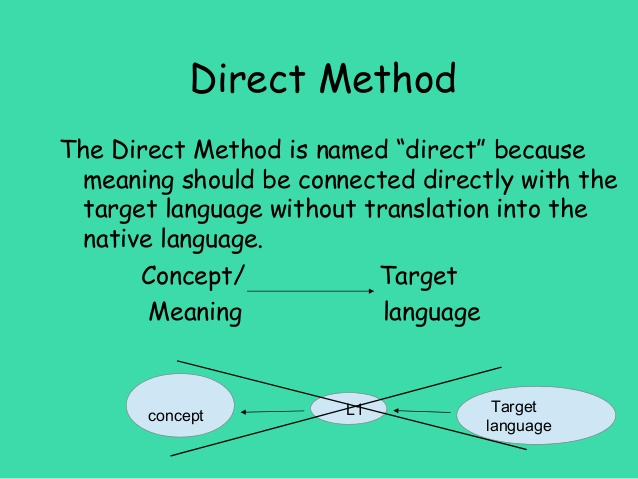 Direct Method
The Direct Method is named “direct” because
meaning should be connected directly with the
target language without translation into the
native language.
Concept/ Target
Meaning language
concept L1 Target
language